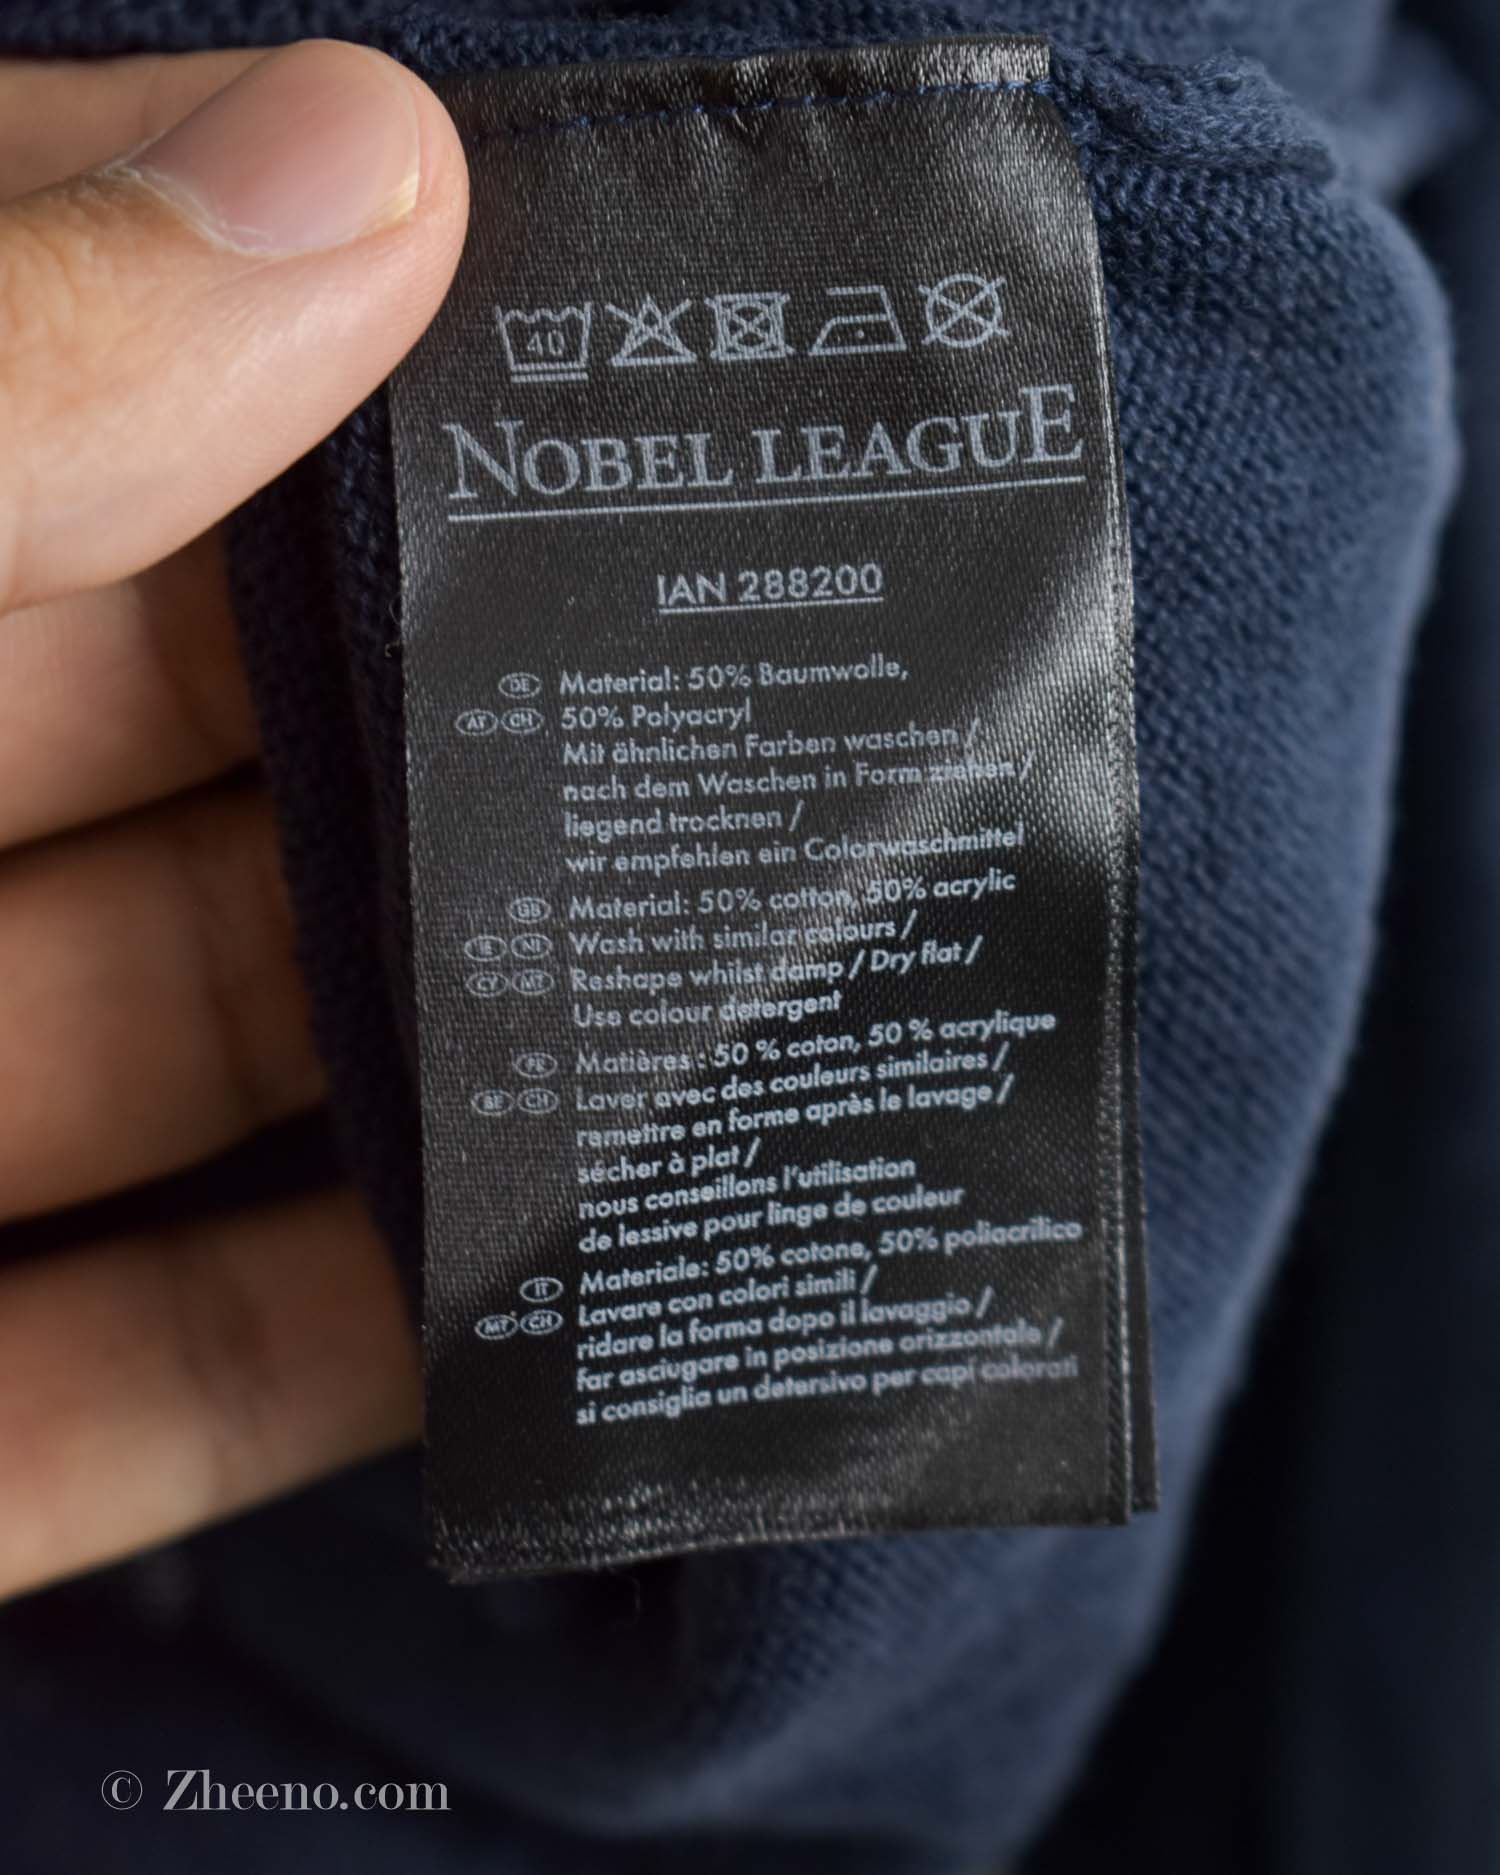 40
NOBEL LEAGUE
IAN 288200
DE Material: 50% Baumwolle,
AT CH 50% Polyacryl
Mit ähnlichen Farben waschen /
nach dem Waschen in Form ziehen /
liegend trocknen /
wir empfehlen ein Colorwaschmittel
GB Material: 50% cotton, 50% acrylic
IE NI Wash with similar colours /
CY MT Reshape whilst damp / Dry flat /
Use colour detergent
FR Matières : 50 % coton, 50 % acrylique
BE CH Laver avec des couleurs similaires /
remettre en forme après le lavage /
sécher à plat /
nous conseillons l'utilisation
de lessive pour linge de couleur
IT Materiale: 50% cotone, 50% poliacrilico
MT CH Lavare con colori simili /
ridare la forma dopo il lavaggio /
far asciugare in posizione orizzontale /
si consiglia un detersivo per capi colorati
© Zheeno.com